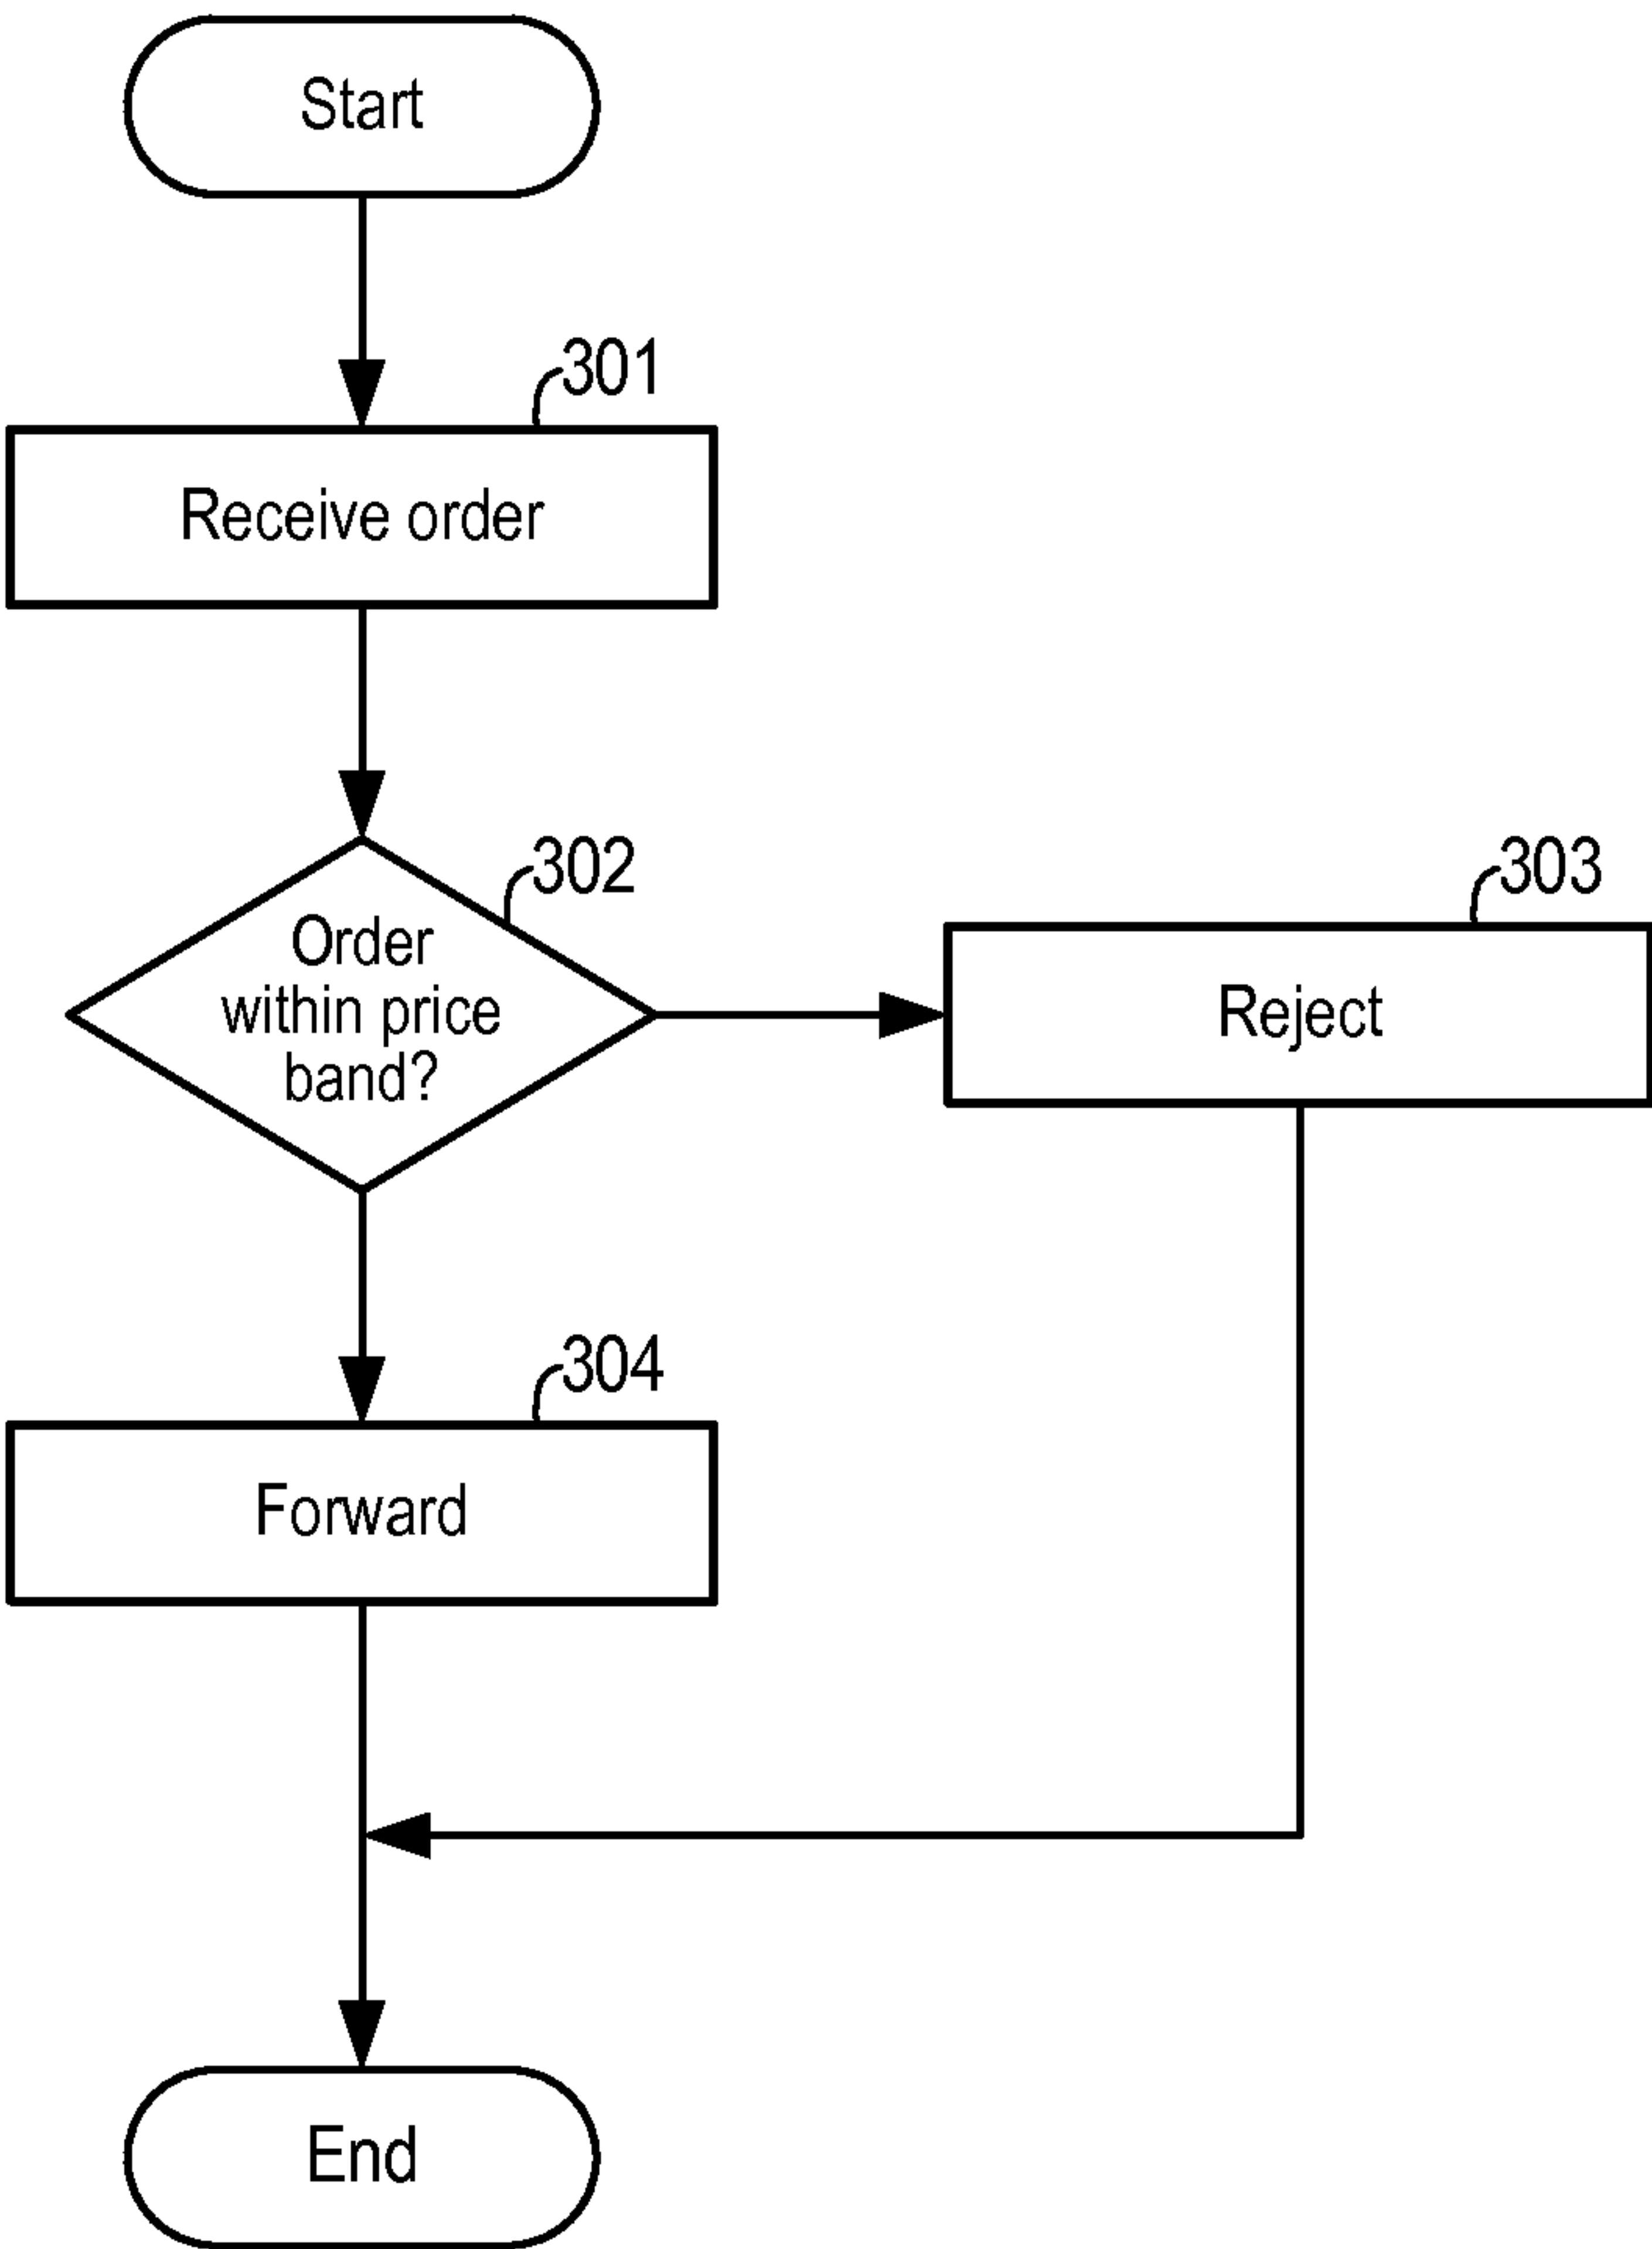 Start
301
Receive order
302
Order
within price
band?
303
Reject
304
Forward
End